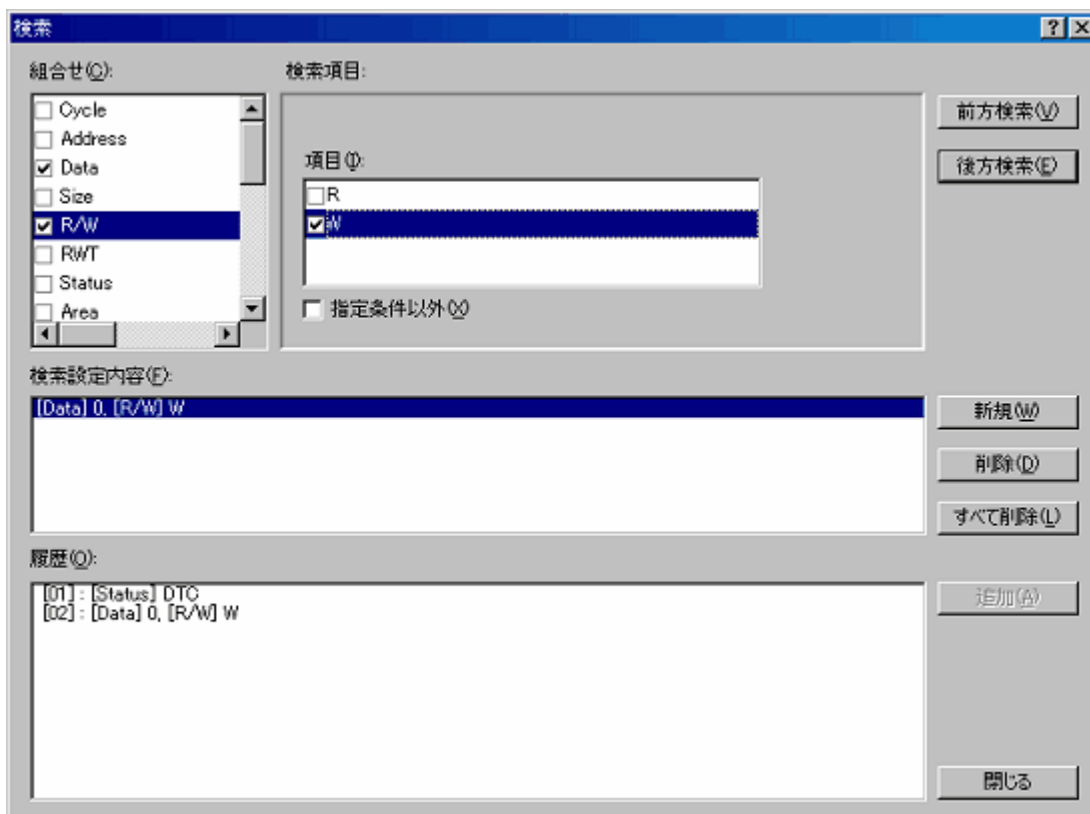 検索
組合せ(C):
Cycle
Address
Data
Size
R/W
RWT
Status
Area
検索項目:
項目(I):
R
W
指定条件以外(X)
前方検索(V)
後方検索(E)
検索設定内容(F):
[Data] 0, [R/W] W
新規(W)
削除(D)
すべて削除(L)
履歴(O):
[01] : [Status] DTC
[02] : [Data] 0, [R/W] W
追加(A)
閉じる